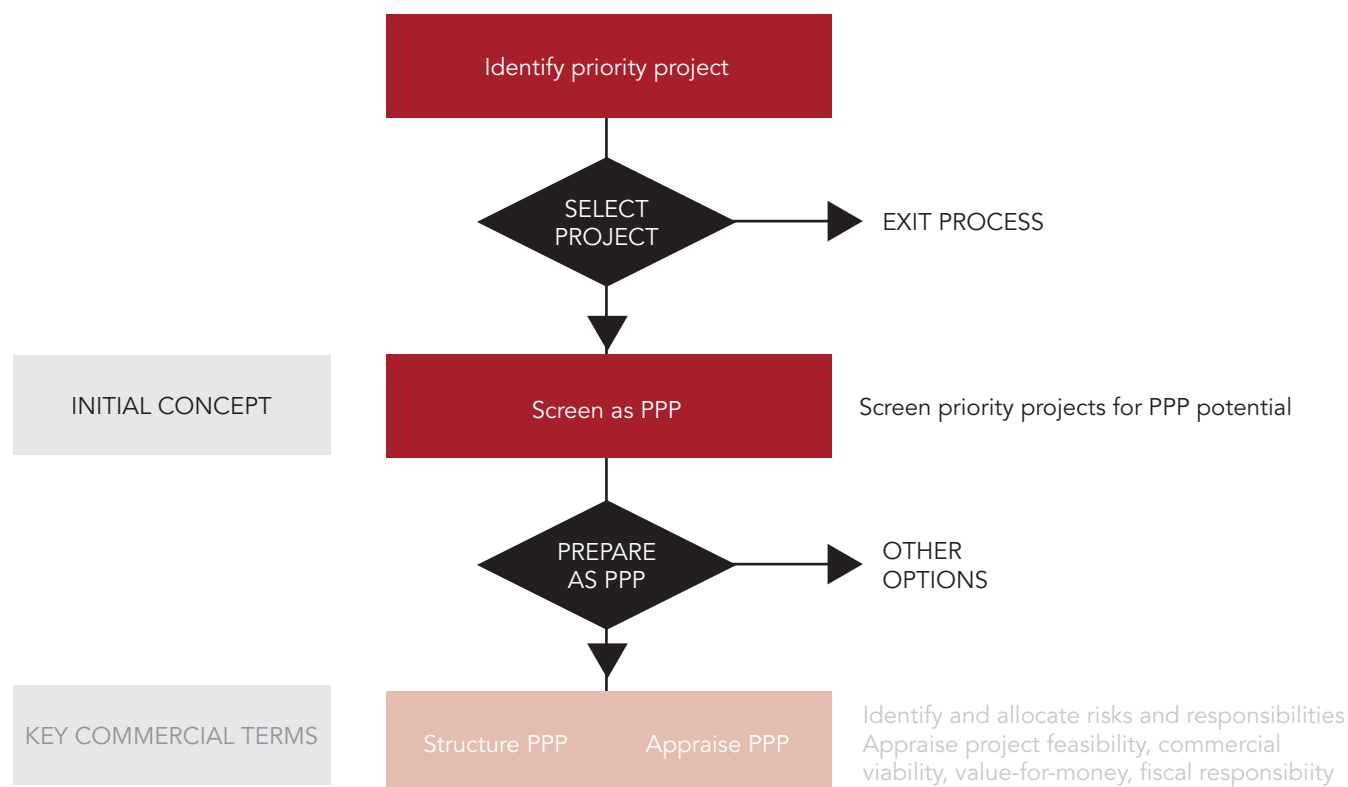 Identify priority project
SELECT
PROJECT
EXIT PROCESS
INITIAL CONCEPT
Screen as PPP
Screen priority projects for PPP potential
PREPARE
AS PPP
OTHER
OPTIONS
KEY COMMERCIAL TERMS
Structure PPP
Appraise PPP
Identify and allocate risks and responsibilities
Appraise project feasibility, commercial
viability, value-for-money, fiscal responsibiity